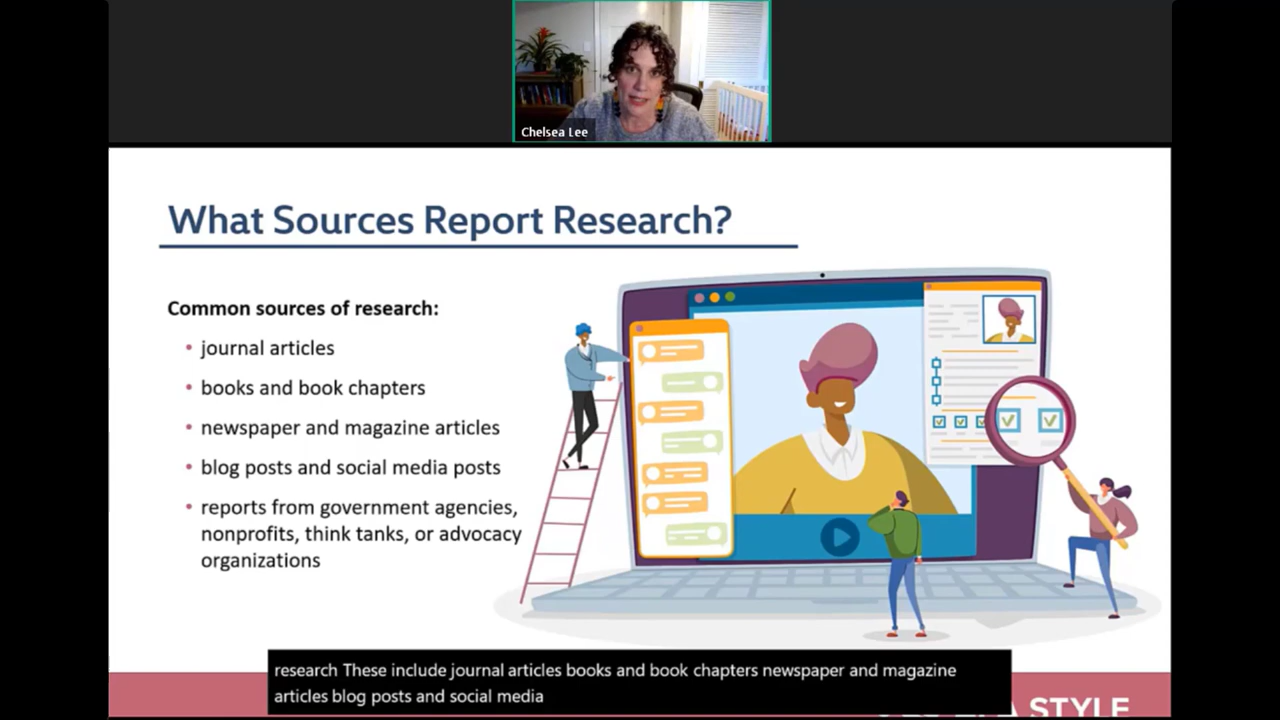 Chelsea Lee
What Sources Report Research?
Common sources of research:
• journal articles
• books and book chapters
• newspaper and magazine articles
• blog posts and social media posts
• reports from government agencies,
nonprofits, think tanks, or advocacy
organizations
research These include journal articles books and book chapters newspaper and magazine
articles blog posts and social media
STYLE